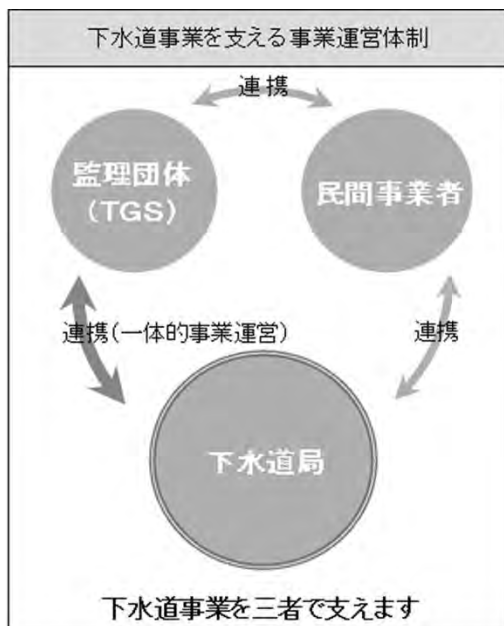 下水道事業を支える事業運営体制
連携
監理団体
(TGS)
民間事業者
連携(一体的事業運営)
連携
下水道局
下水道事業を三者で支えます